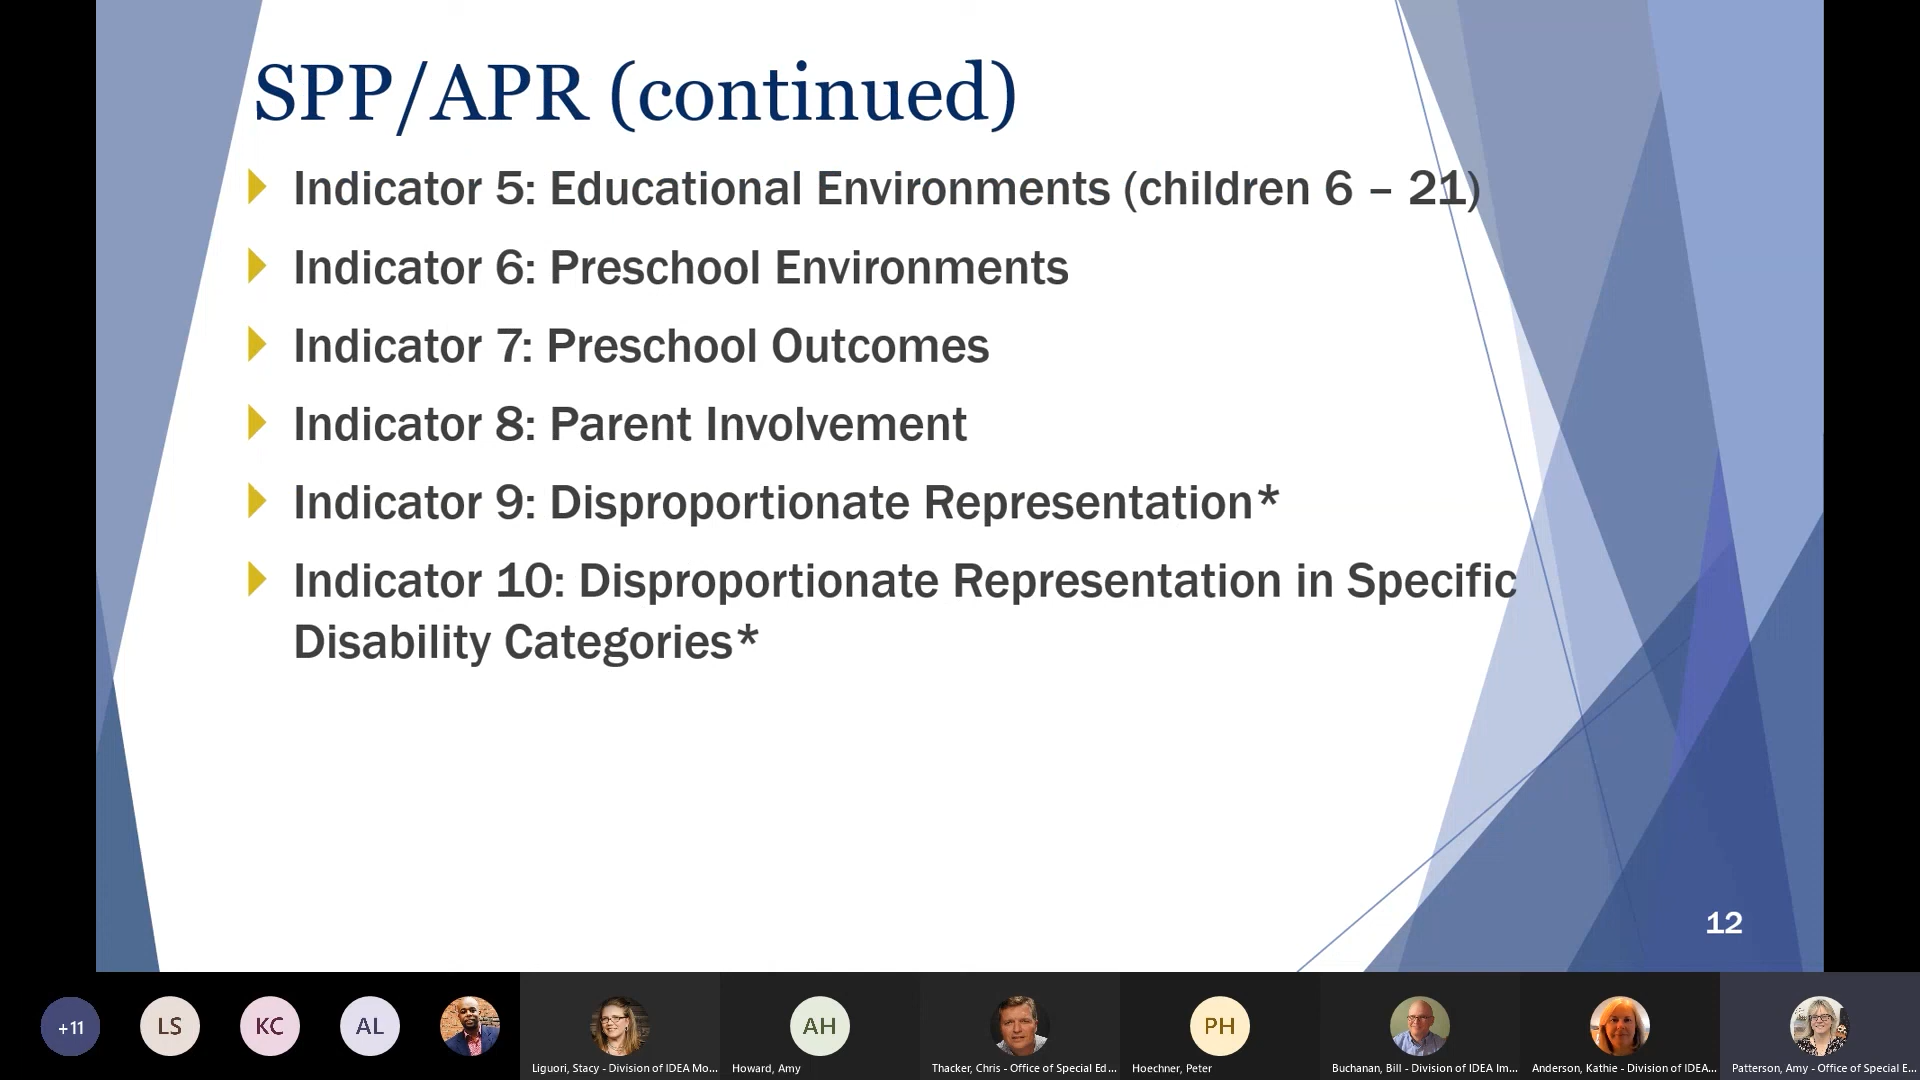 SPP/APR (continued)
Indicator 5: Educational Environments (children 6 – 21)
Indicator 6: Preschool Environments
Indicator 7: Preschool Outcomes
Indicator 8: Parent Involvement
Indicator 9: Disproportionate Representation*
Indicator 10: Disproportionate Representation in Specific
Disability Categories*
12
+11
LS
KC
AL
AH
PH
Liguori, Stacy - Division of IDEA Mo...
Howard, Amy
Thacker, Chris - Office of Special Ed...
Hoechner, Peter
Buchanan, Bill - Division of IDEA Im...
Anderson, Kathie - Division of IDEA...
Patterson, Amy - Office of Special E...